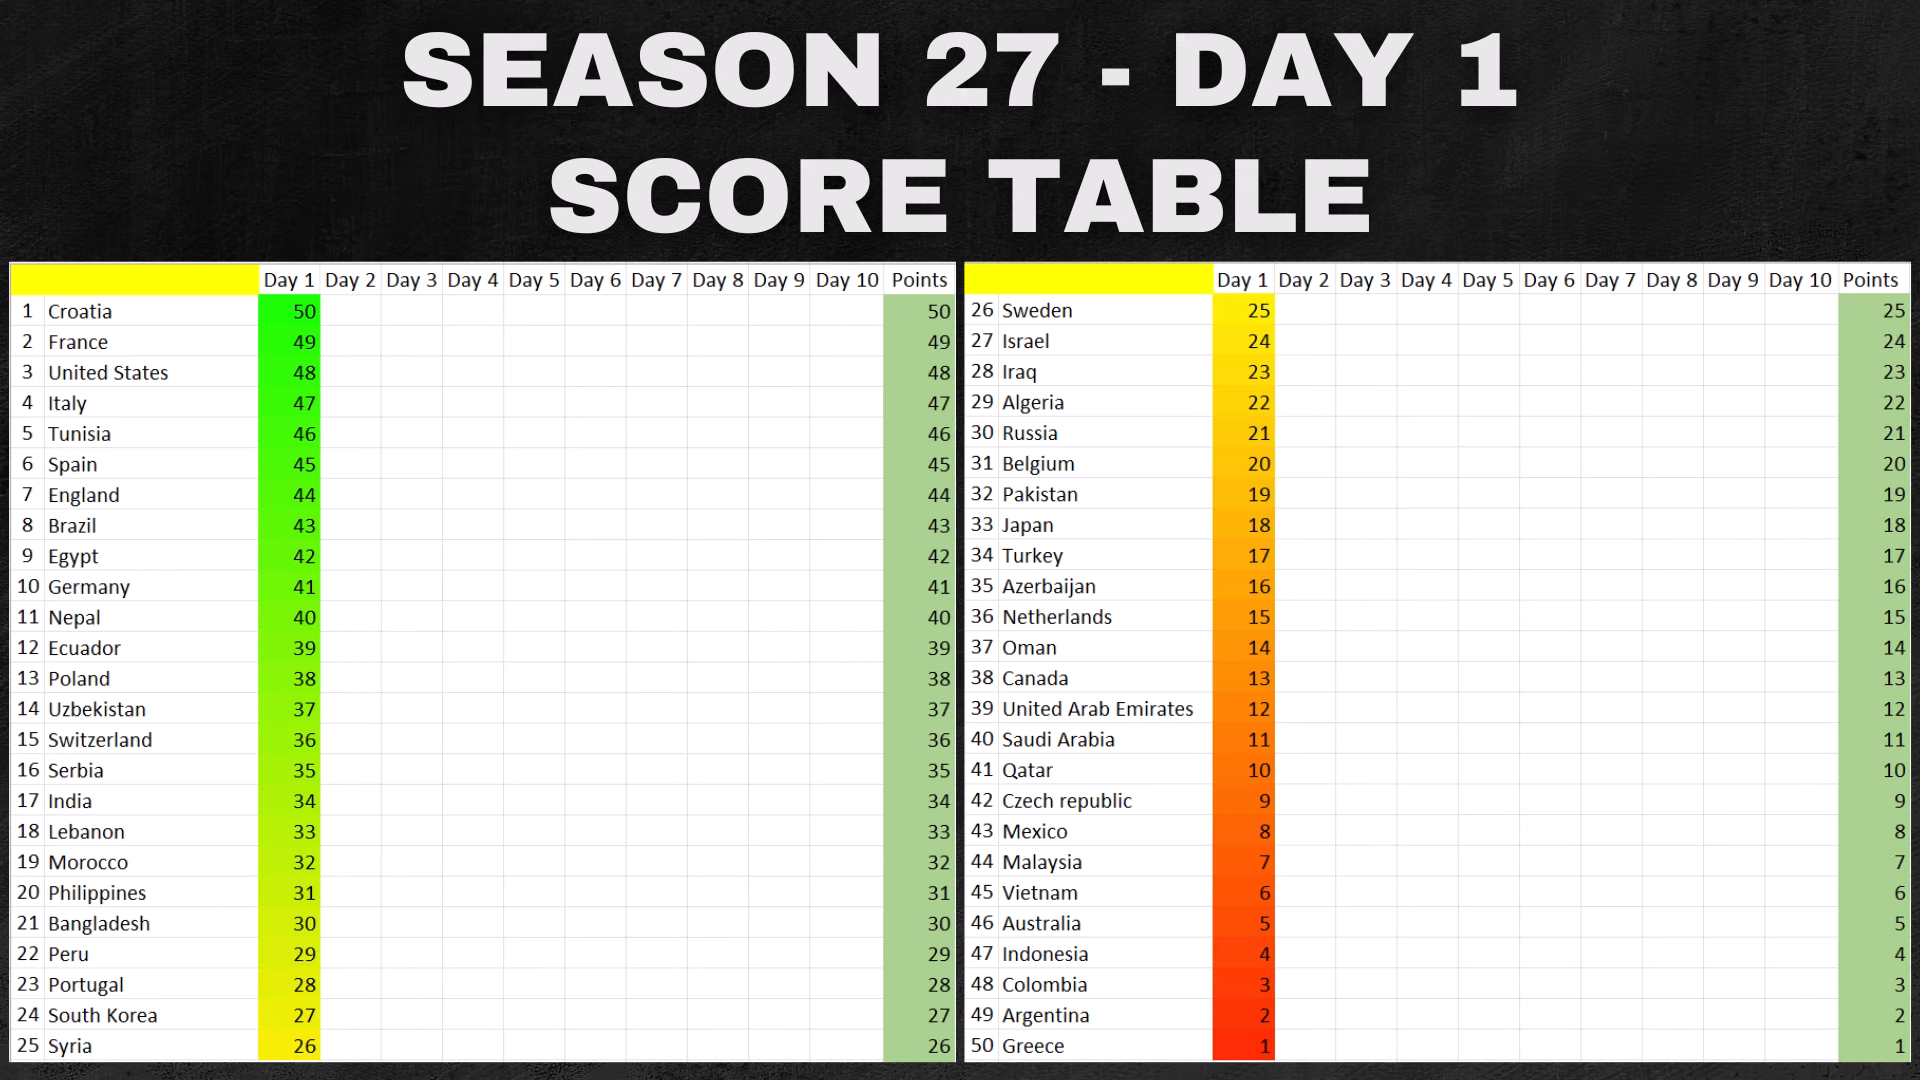 SEASON 27 - DAY 1
SCORE TABLE
Day 1 Day 2 Day 3 Day 4 Day 5 Day 6 Day 7 Day 8 Day 9 Day 10 Points
1 Croatia 50 50
2 France 49 49
3 United States 48 48
4 Italy 47 47
5 Tunisia 46 46
6 Spain 45 45
7 England 44 44
8 Brazil 43 43
9 Egypt 42 42
10 Germany 41 41
11 Nepal 40 40
12 Ecuador 39 39
13 Poland 38 38
14 Uzbekistan 37 37
15 Switzerland 36 36
16 Serbia 35 35
17 India 34 34
18 Lebanon 33 33
19 Morocco 32 32
20 Philippines 31 31
21 Bangladesh 30 30
22 Peru 29 29
23 Portugal 28 28
24 South Korea 27 27
25 Syria 26 26
Day 1 Day 2 Day 3 Day 4 Day 5 Day 6 Day 7 Day 8 Day 9 Day 10 Points
26 Sweden 25 25
27 Israel 24 24
28 Iraq 23 23
29 Algeria 22 22
30 Russia 21 21
31 Belgium 20 20
32 Pakistan 19 19
33 Japan 18 18
34 Turkey 17 17
35 Azerbaijan 16 16
36 Netherlands 15 15
37 Oman 14 14
38 Canada 13 13
39 United Arab Emirates 12 12
40 Saudi Arabia 11 11
41 Qatar 10 10
42 Czech republic 9 9
43 Mexico 8 8
44 Malaysia 7 7
45 Vietnam 6 6
46 Australia 5 5
47 Indonesia 4 4
48 Colombia 3 3
49 Argentina 2 2
50 Greece 1 1